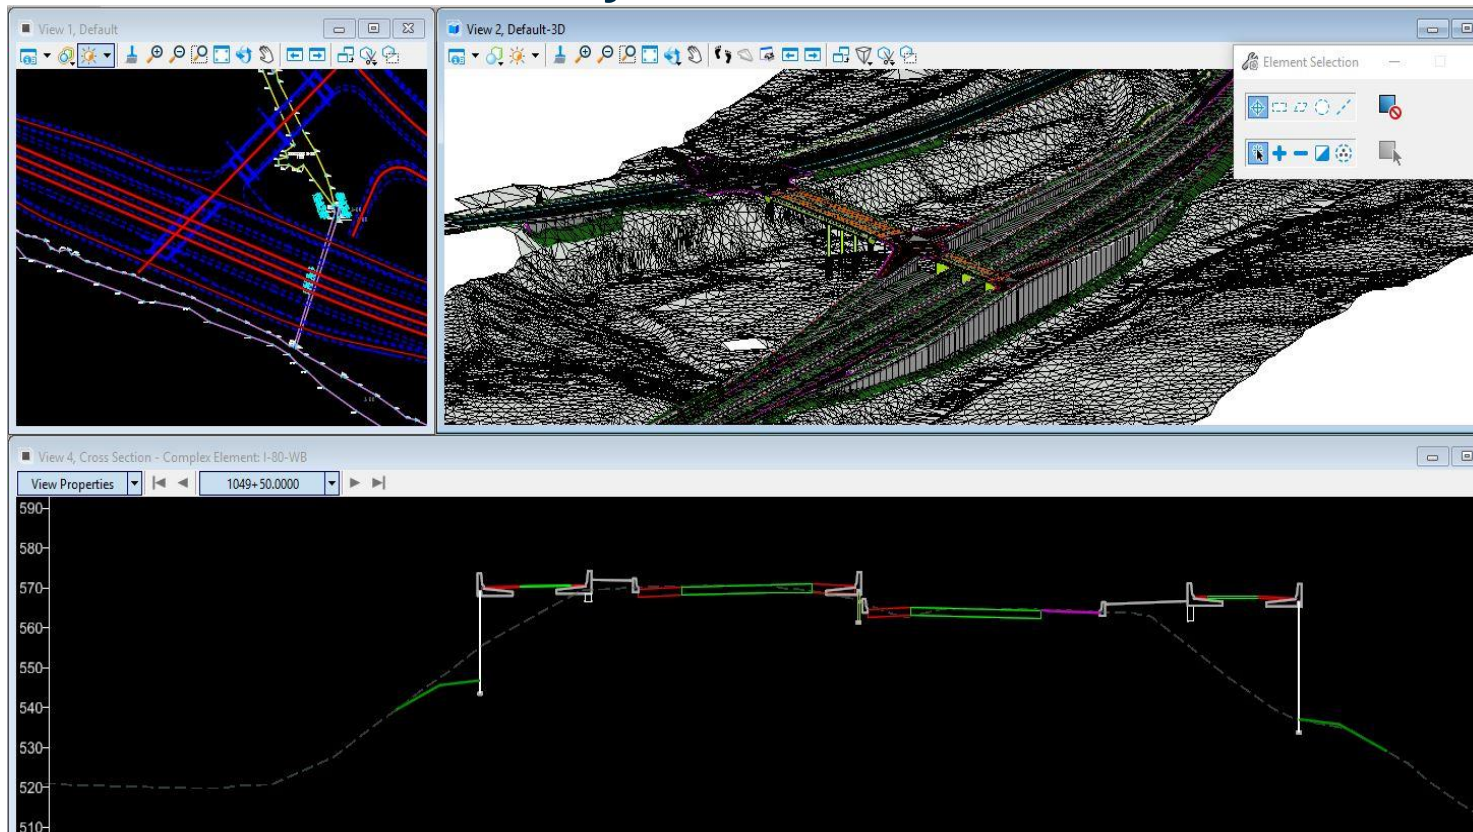 View 1, Default
View 2, Default-3D
Element Selection
View 4, Cross Section - Complex Element: I-80-WB
View Properties
1049+50.0000
590
580
570
560
550
540
530
520
510